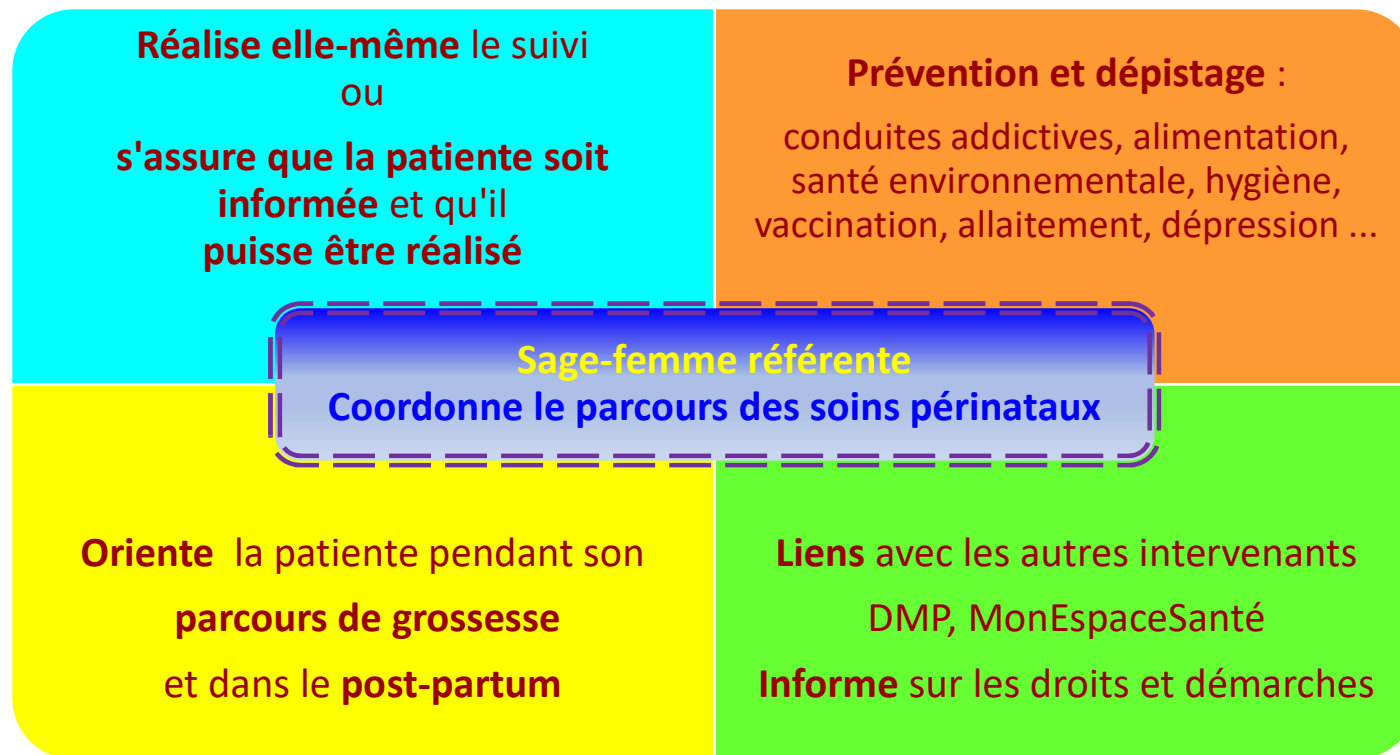 Réalise elle-même le suivi
ou
s'assure que la patiente soit
informée et qu'il
puisse être réalisé
Prévention et dépistage :
conduites addictives, alimentation,
santé environnementale, hygiène,
vaccination, allaitement, dépression ...
Sage-femme référente
Coordonne le parcours des soins périnataux
Oriente la patiente pendant son
parcours de grossesse
et dans le post-partum
Liens avec les autres intervenants
DMP, MonEspaceSanté
Informe sur les droits et démarches